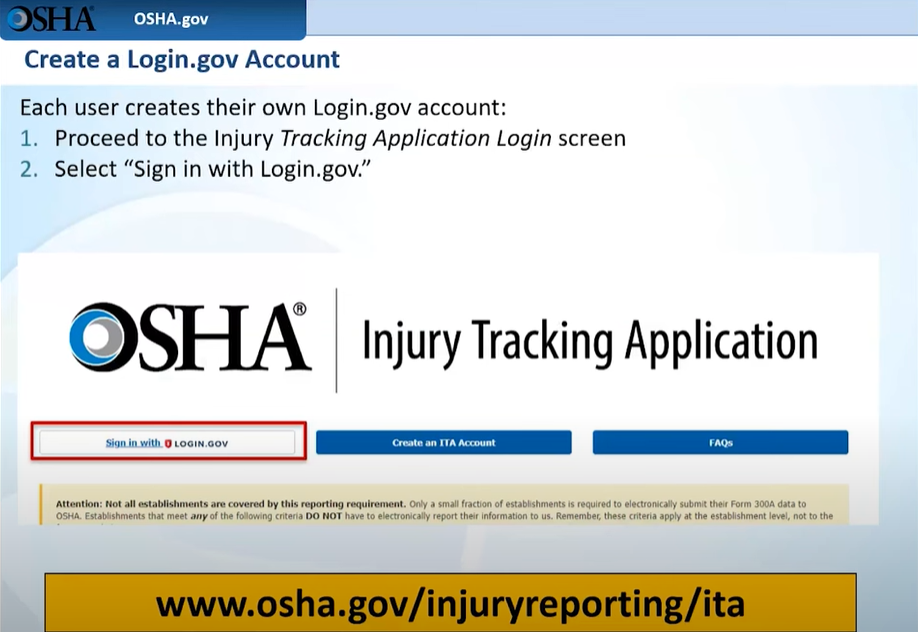 OSHA® OSHA.gov
Create a Login.gov Account
Each user creates their own Login.gov account:
1. Proceed to the Injury Tracking Application Login screen
2. Select “Sign in with Login.gov.”
OSHA® Injury Tracking Application
Sign in with LOGIN.GOV
Create an ITA Account
FAQs
Attention: Not all establishments are covered by this reporting requirement. Only a small fraction of establishments is required to electronically submit their Form 300A data to
OSHA. Establishments that meet any of the following criteria DO NOT have to electronically report their information to us. Remember, these criteria apply at the establishment level, not to the
www.osha.gov/injuryreporting/ita